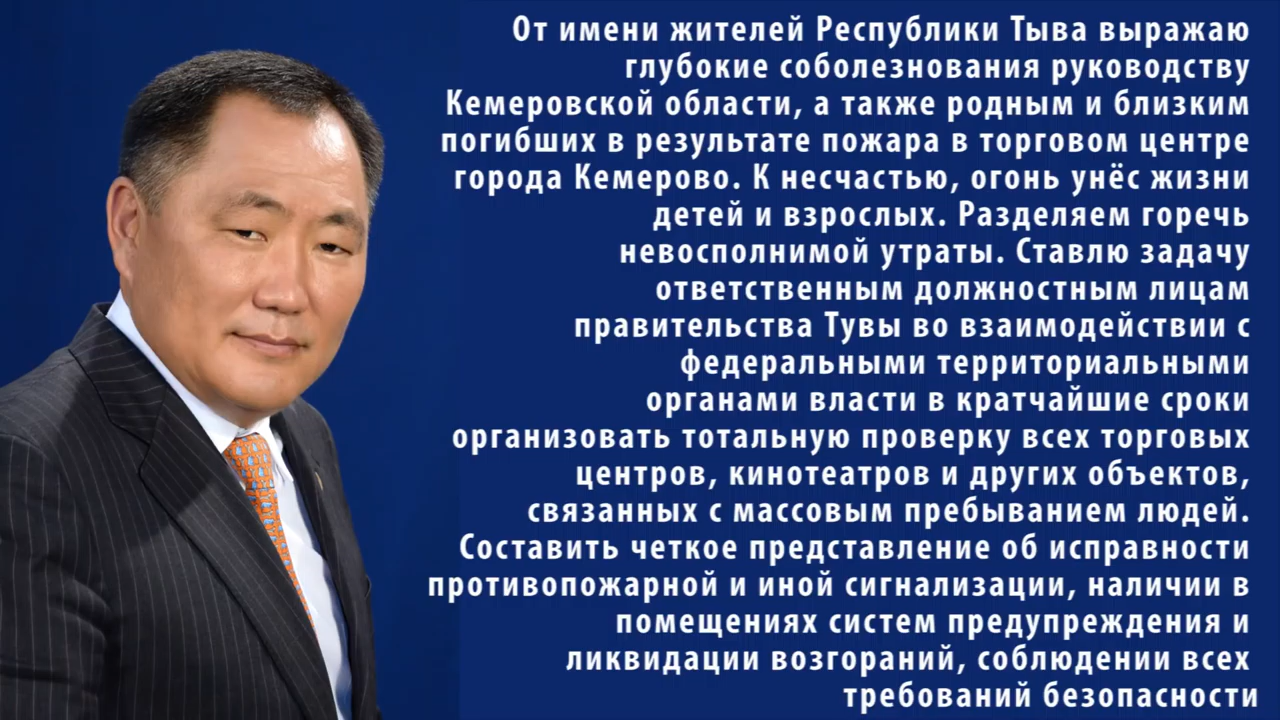 От имени жителей Республики Тыва выражаю
глубокие соболезнования руководству
Кемеровской области, а также родным и близким
погибших в результате пожара в торговом центре
города Кемерово. К несчастью, огонь унёс жизни
детей и взрослых. Разделяем горечь
невосполнимой утраты. Ставлю задачу
ответственным должностным лицам
правительства Тувы во взаимодействии с
федеральными территориальными
органами власти в кратчайшие сроки
организовать тотальную проверку всех торговых
центров, кинотеатров и других объектов,
связанных с массовым пребыванием людей.
Составить четкое представление об исправности
противопожарной и иной сигнализации, наличии в
помещениях систем предупреждения и
ликвидации возгораний, соблюдении всех
требований безопасности